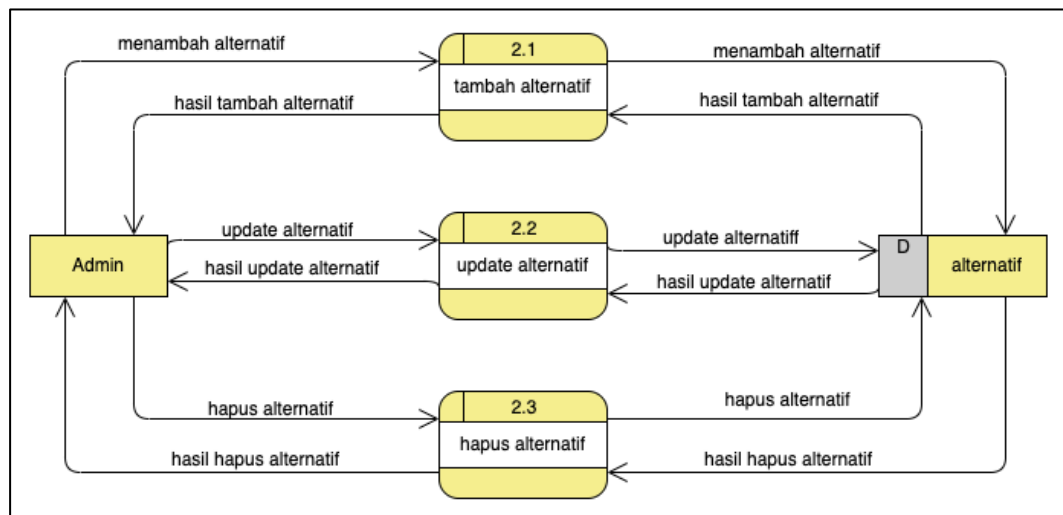 menambah alternatif
2.1
menambah alternatif
tambah alternatif
hasil tambah alternatif
hasil tambah alternatif
update alternatif
2.2
update alternatiff
Admin
hasil update alternatif
update alternatif
hasil update alternatif
D
alternatif
hapus alternatif
2.3
hapus alternatif
hapus alternatif
hasil hapus alternatif
hasil hapus alternatif